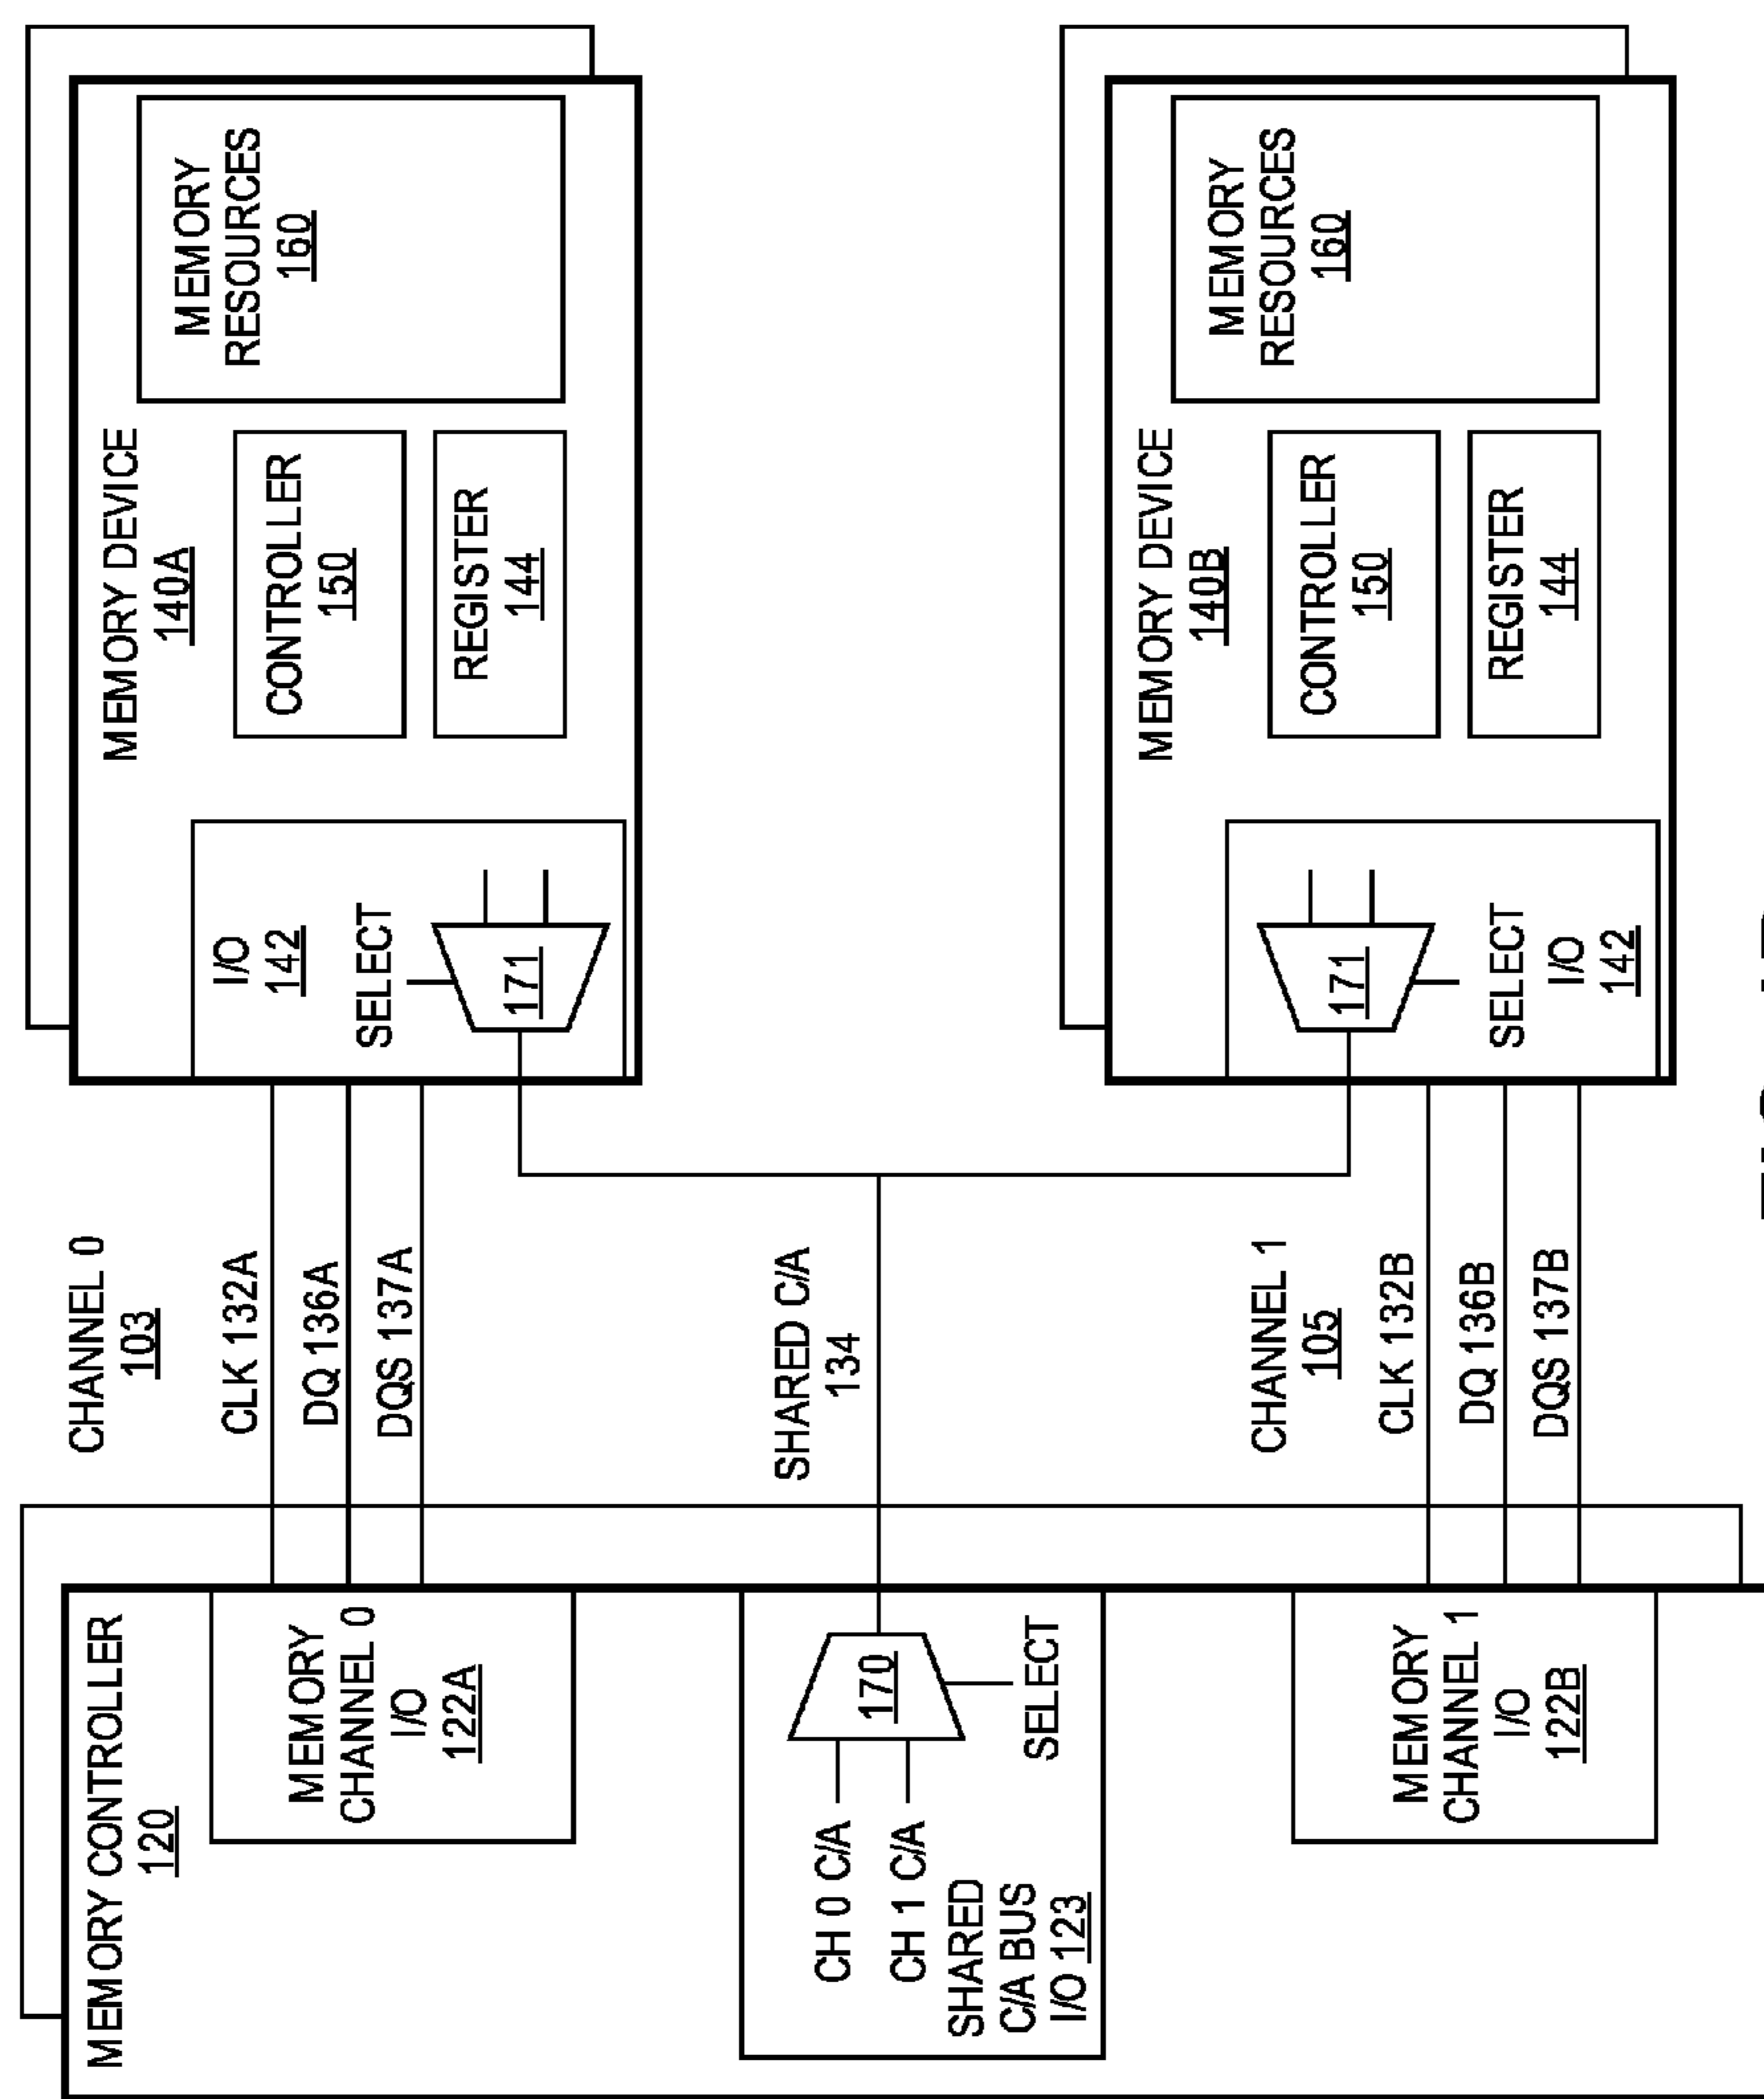 MEMORY CONTROLLER
120
MEMORY
CHANNEL 0
I/O
122A
CH 0 C/A
CH 1 C/A
170
SELECT
SHARED
C/A BUS
I/O 123
MEMORY
CHANNEL 1
I/O
122B
CHANNEL 0
103
CLK 132A
DQ 136A
DQS 137A
SHARED C/A
134
CHANNEL 1
105
CLK 132B
DQ 136B
DQS 137B
MEMORY DEVICE
140A
I/O
142
SELECT
171
CONTROLLER
150
REGISTER
144
MEMORY
RESOURCES
160
MEMORY DEVICE
140B
171
SELECT
I/O
142
CONTROLLER
150
REGISTER
144
MEMORY
RESOURCES
160